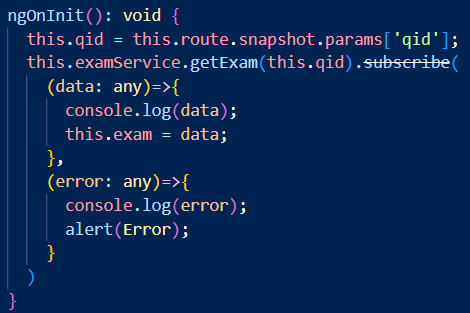 ngOnInit(): void {
  this.qid = this.route.snapshot.params['qid'];
  this.examService.getExam(this.qid).subscribe(
    (data: any)=>{
      console.log(data);
      this.exam = data;
    },
    (error: any)=>{
      console.log(error);
      alert(Error);
    }
  )
}